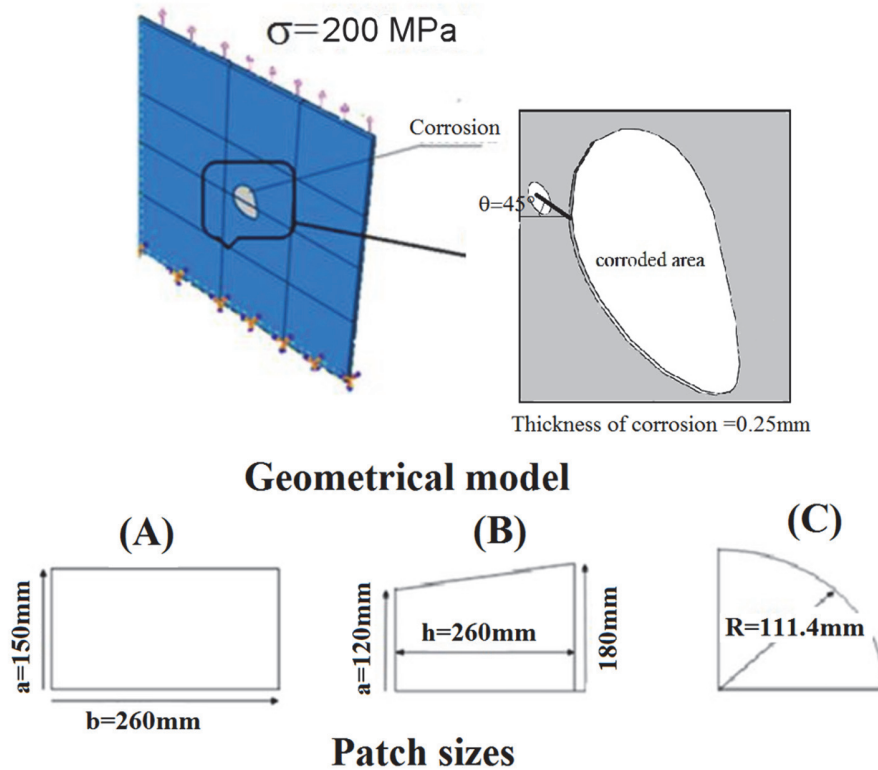 σ=200 MPa
Corrosion
θ=45°
corroded area
Thickness of corrosion =0.25mm
Geometrical model
(A)
(B)
(C)
a=150mm
b=260mm
a=120mm
h=260mm
180mm
R=111.4mm
Patch sizes